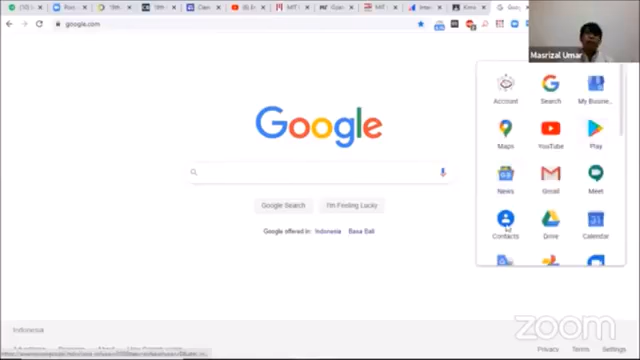 google.com
Masrizal Umar
Account
Search
My Busine...
Maps
YouTube
Play
News
Gmail
Meet
Contacts
Drive
Calendar
Google
Google Search
I'm Feeling Lucky
Google offered in: Indonesia Basa Bali
Indonesia
zoom
Privacy Terms Settings